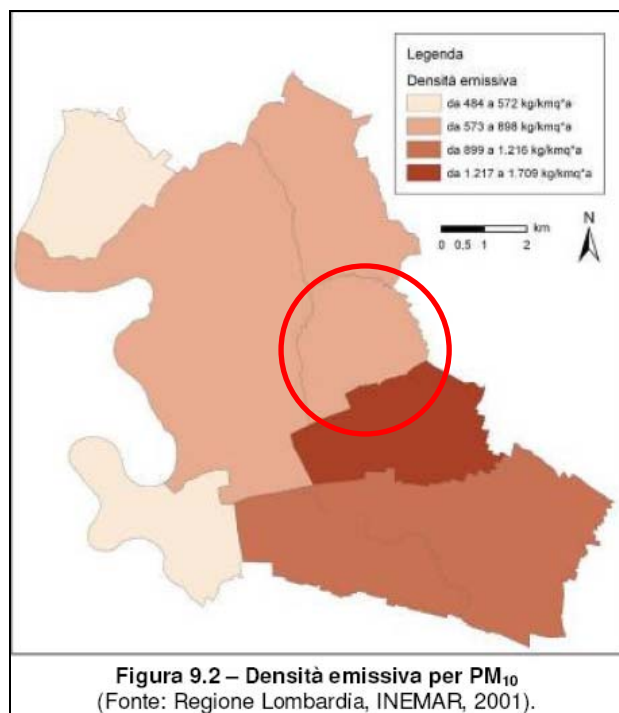 Legenda
Densità emissiva
da 484 a 572 kg/kmq*a
da 573 a 898 kg/kmq*a
da 899 a 1.216 kg/kmq*a
da 1.217 a 1.709 kg/kmq*a
N
km
0 0,5 1 2
Figura 9.2 – Densità emissiva per PM₁₀
(Fonte: Regione Lombardia, INEMAR, 2001).